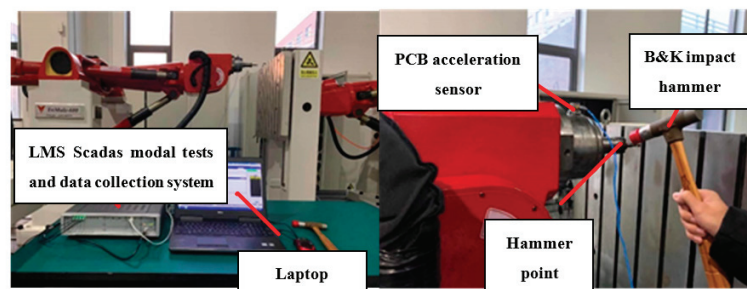 LMS Scadas modal tests
and data collection system
Laptop
PCB acceleration
sensor
B&K impact
hammer
Hammer
point